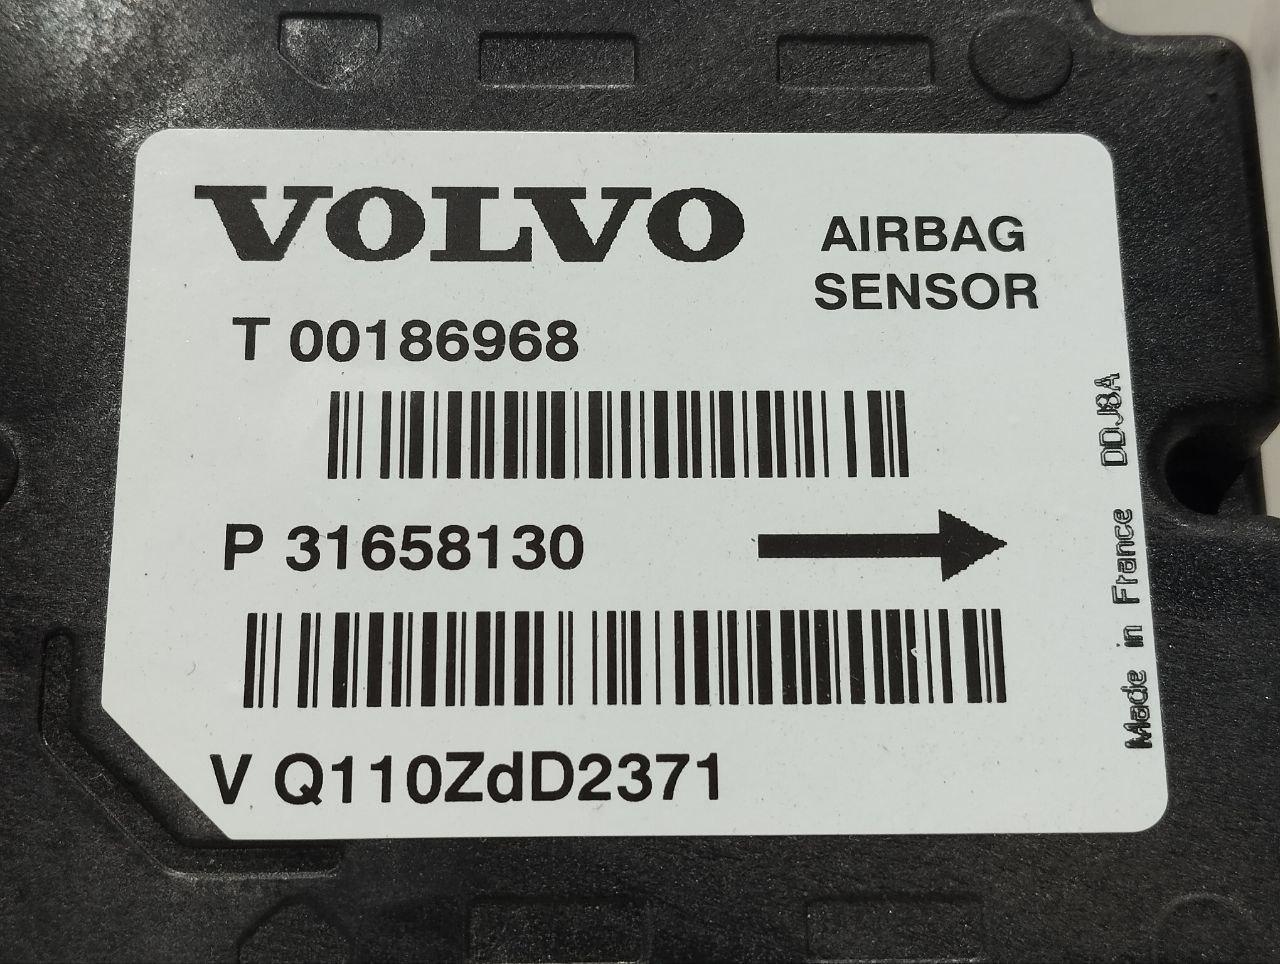 VOLVO
AIRBAG
SENSOR
T 00186968
P 31658130
V Q110ZdD2371
Made in France DDJ8A